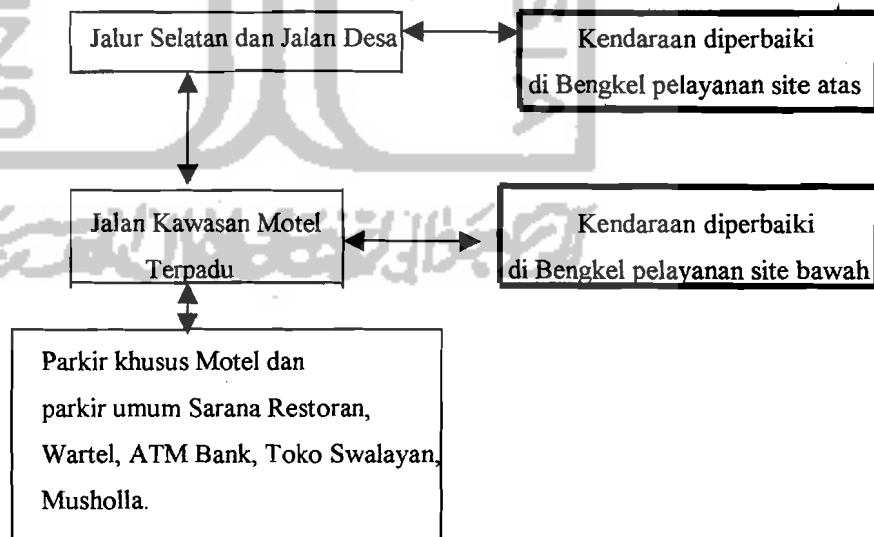 Jalur Selatan dan Jalan Desa
Kendaraan diperbaiki
di Bengkel pelayanan site atas
Jalan Kawasan Motel
Terpadu
Kendaraan diperbaiki
di Bengkel pelayanan site bawah
Parkir khusus Motel dan
parkir umum Sarana Restoran,
Wartel, ATM Bank, Toko Swalayan,
Musholla.